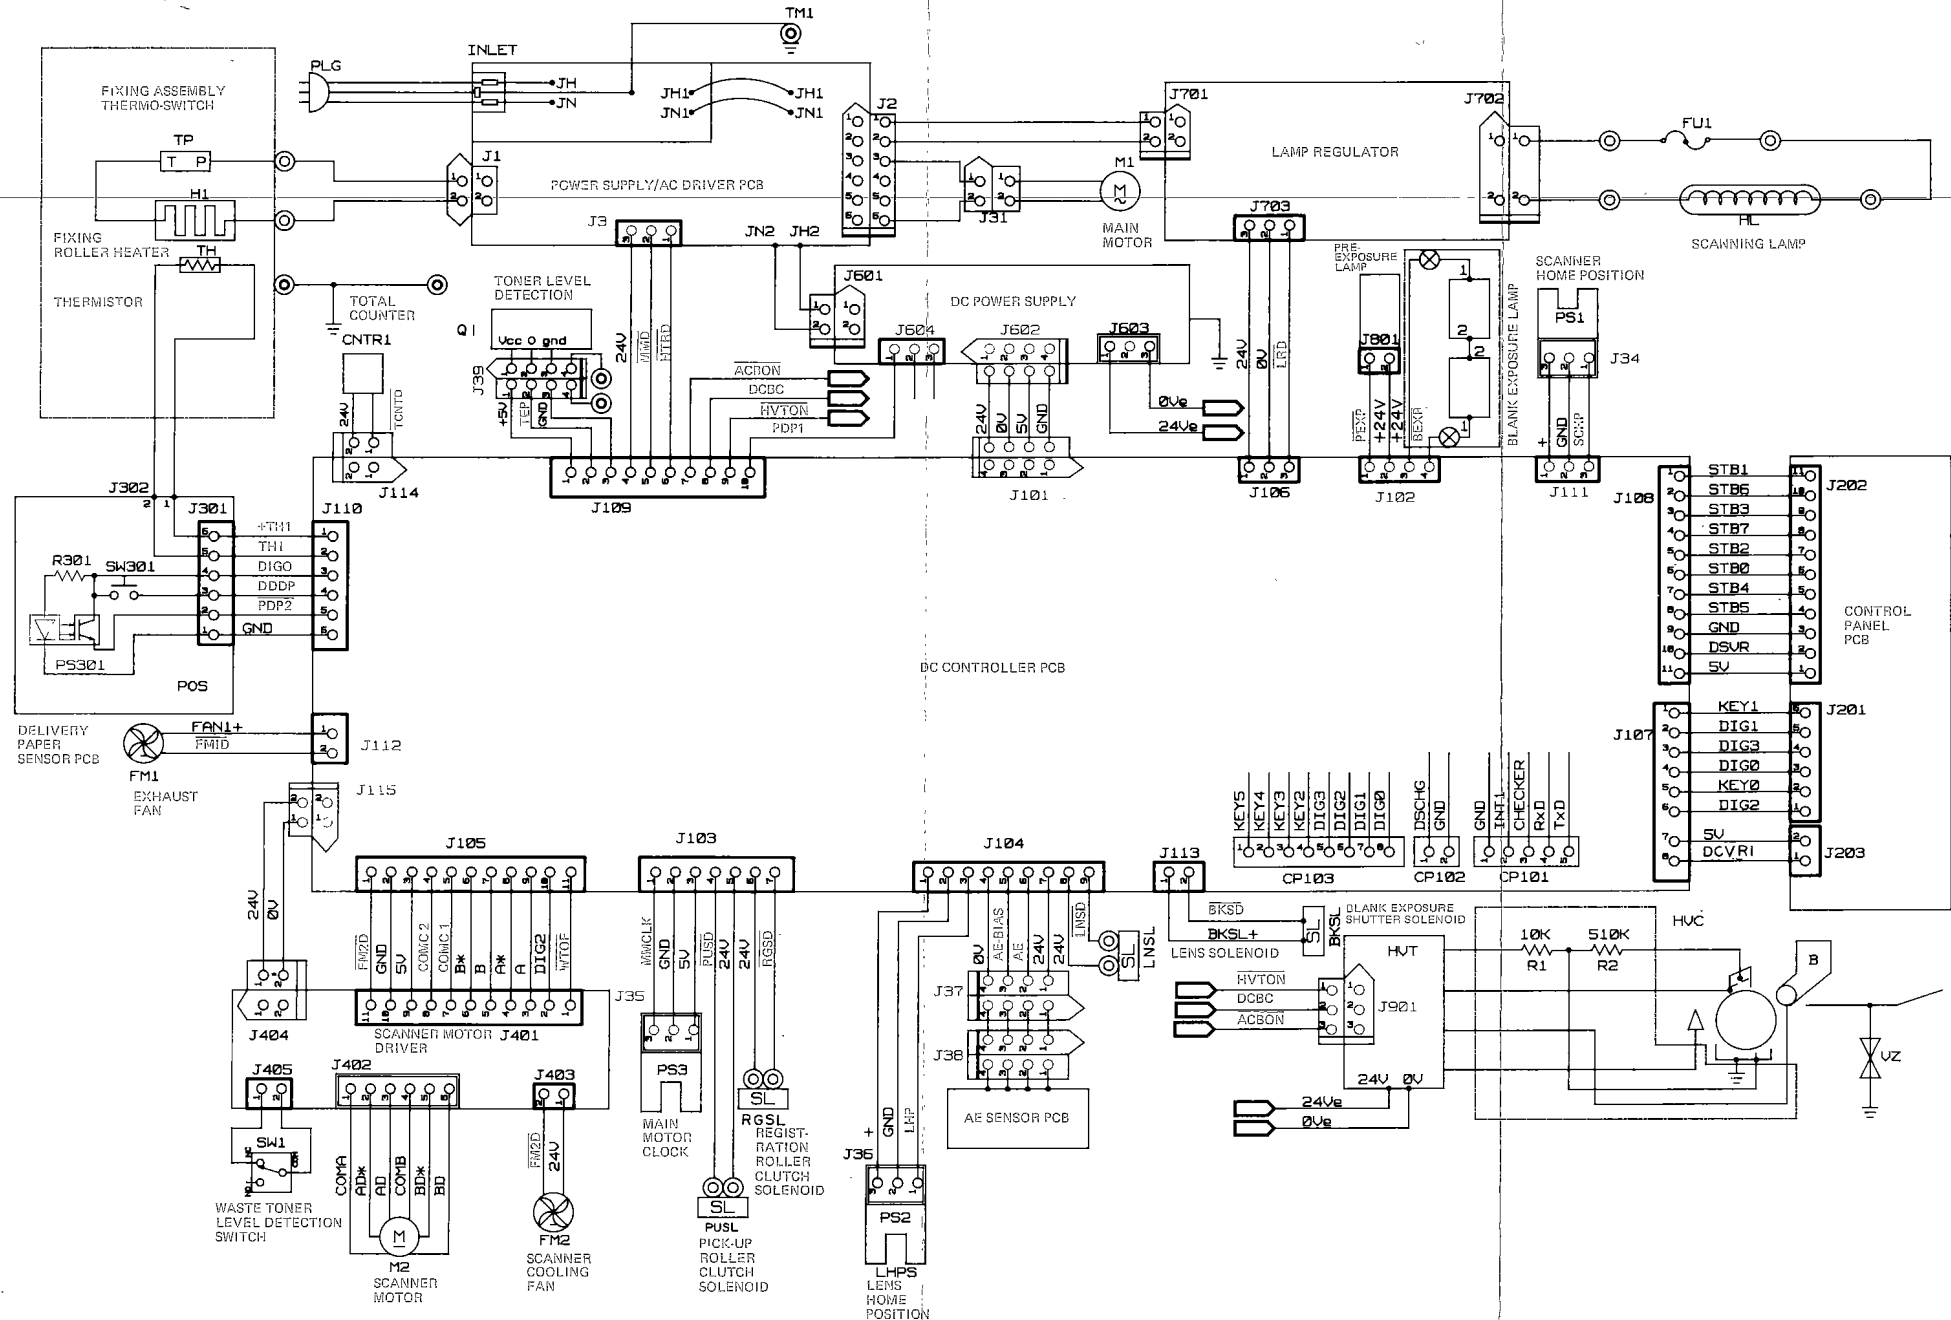 TM1
INLET
PLG
JH
JN
JH1
JH1
JN1
JN1
FIXING ASSEMBLY
THERMO-SWITCH
TP
T P
H1
FIXING
ROLLER HEATER
TH
THERMISTOR
J1
POWER SUPPLY/AC DRIVER PCB
J2
J3
JN2
JH2
J31
M1
M
MAIN
MOTOR
J701
J702
LAMP REGULATOR
J703
FU1
HL
SCANNING LAMP
TOTAL
COUNTER
CNTR1
24V
TCNTD
J114
TONER LEVEL
DETECTION
Q1
Vcc O gnd
J39
+5V
TEP
GND
24V
MMD
HTRD
ACBON
DCBC
HVTON
PDP1
J109
J601
DC POWER SUPPLY
J604
J602
J603
24V
0V
5V
GND
J101
0Ve
24Ve
24V
0V
LRD
J106
PRE-
EXPOSURE
LAMP
J801
PEXP
+24V
+24V
BEXP
J102
BLANK EXPOSURE LAMP
SCANNER
HOME POSITION
PS1
J34
+
GND
SCHP
J111
J302
J301
J110
+TH1
TH1
DIGO
DDDP
PDP2
GND
R301
SW301
PS301
POS
DELIVERY
PAPER
SENSOR PCB
FAN1+
FMID
FM1
EXHAUST
FAN
J112
J115
DC CONTROLLER PCB
J108
STB1
STB6
STB3
STB7
STB2
STB0
STB4
STB5
GND
DSVR
5V
J202
CONTROL
PANEL
PCB
J107
KEY1
DIG1
DIG3
DIG0
KEY0
DIG2
5V
DCVR1
J201
J203
KEY5
KEY4
KEY3
KEY2
DIG3
DIG2
DIG1
DIG0
CP103
DSCHG
GND
CP102
GND
INT1
CHECKER
RxD
TxD
CP101
24V
0V
J105
FM2D
GND
5V
COMC 2
COMC 1
B*
B
A*
A
DIG2
WTOF
J35
J404
SCANNER MOTOR
DRIVER
J401
J405
J402
J403
SW1
WASTE TONER
LEVEL DETECTION
SWITCH
COMA
AD*
AD
COMB
BD*
BD
M
M2
SCANNER
MOTOR
FM2D
24V
FM2
SCANNER
COOLING
FAN
J103
MMCLK
GND
5V
PUSD
24V
24V
RGSD
PS3
MAIN
MOTOR
CLOCK
SL
RGSL
REGIST-
RATION
ROLLER
CLUTCH
SOLENOID
SL
PUSL
PICK-UP
ROLLER
CLUTCH
SOLENOID
J104
0V
AE-BIAS
AE
24V
24V
LNSD
SL
LNSL
J37
J38
AE SENSOR PCB
+
GND
LHP
J36
PS2
LHPS
LENS
HOME
POSITION
J113
BKSD
BKSL+
SL
BKSL
BLANK EXPOSURE
SHUTTER SOLENOID
LENS SOLENOID
HVTON
DCBC
ACBON
HVT
J901
24V 0V
24Ve
0Ve
HVC
10K
R1
510K
R2
B
VZ